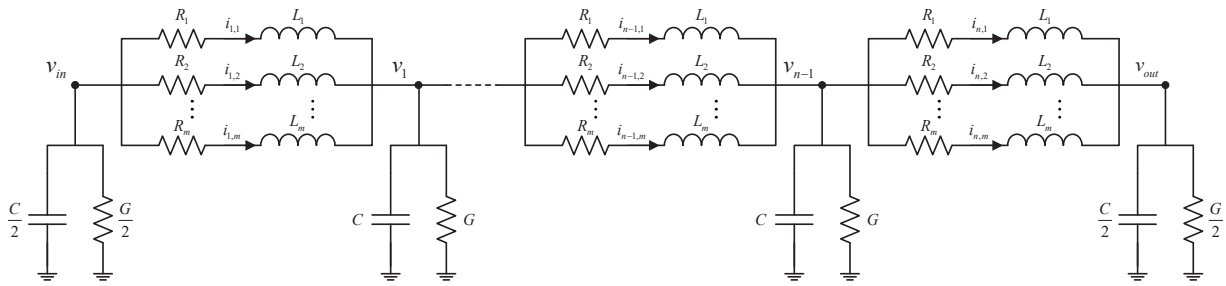 R₁ i₁,₁ L₁ R₁ iₙ₋₁,₁ L₁ R₁ iₙ,₁ L₁
v_in R₂ i₁,₂ L₂ v₁ R₂ iₙ₋₁,₂ L₂ vₙ₋₁ R₂ iₙ,₂ L₂ v_out
Rₘ i₁,ₘ Lₘ Rₘ iₙ₋₁,ₘ Lₘ Rₘ iₙ,ₘ Lₘ
C/2 G/2 C G C G C/2 G/2